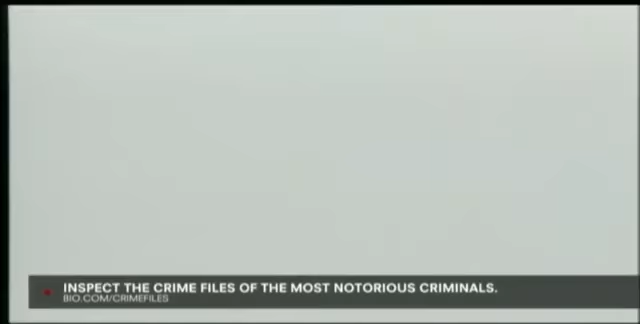 INSPECT THE CRIME FILES OF THE MOST NOTORIOUS CRIMINALS.
BIO.COM/CRIMEFILES